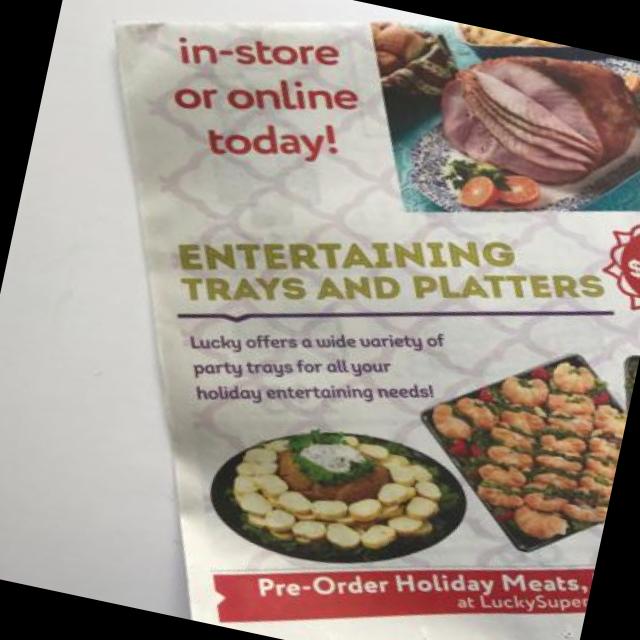 in-store
or online
today!
ENTERTAINING
TRAYS AND PLATTERS
Lucky offers a wide variety of
party trays for all your
holiday entertaining needs!
Pre-Order Holiday Meats,
at LuckySuper